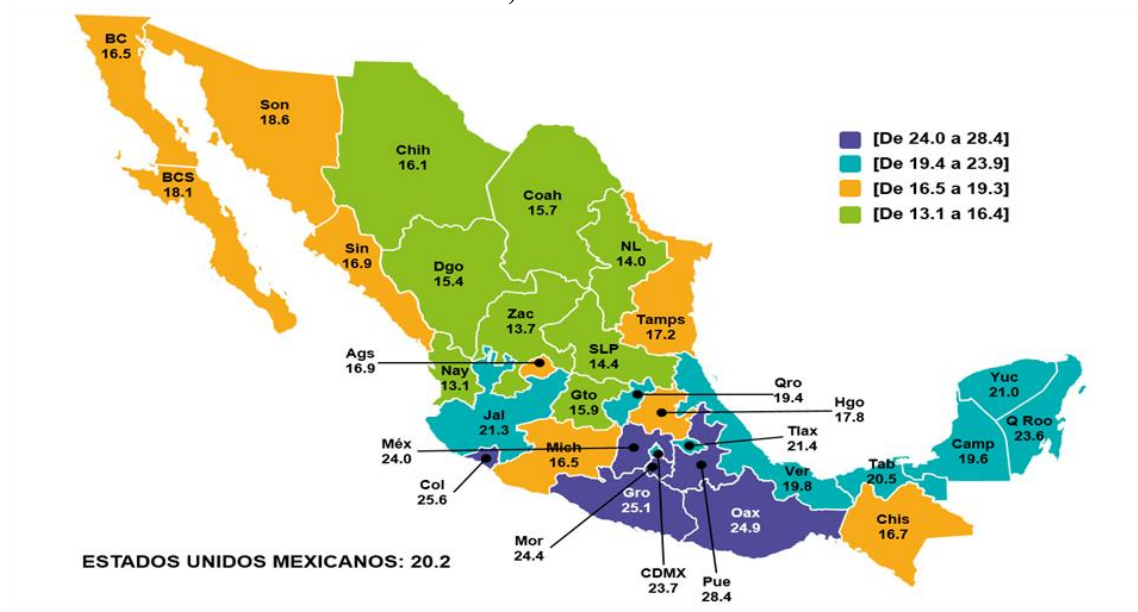 BC
16.5
Son
18.6
Chih
16.1
Coah
15.7
BCS
18.1
Sin
16.9
Dgo
15.4
NL
14.0
Zac
13.7
Tamps
17.2
SLP
14.4
Ags
16.9
Nay
13.1
Gto
15.9
Qro
19.4
Hgo
17.8
Jal
21.3
Méx
24.0
Mich
16.5
Tlax
21.4
Col
25.6
Gro
25.1
Mor
24.4
CDMX
23.7
Pue
28.4
Oax
24.9
Ver
19.8
Tab
20.5
Chis
16.7
Camp
19.6
Yuc
21.0
Q Roo
23.6
[De 24.0 a 28.4]
[De 19.4 a 23.9]
[De 16.5 a 19.3]
[De 13.1 a 16.4]
ESTADOS UNIDOS MEXICANOS: 20.2